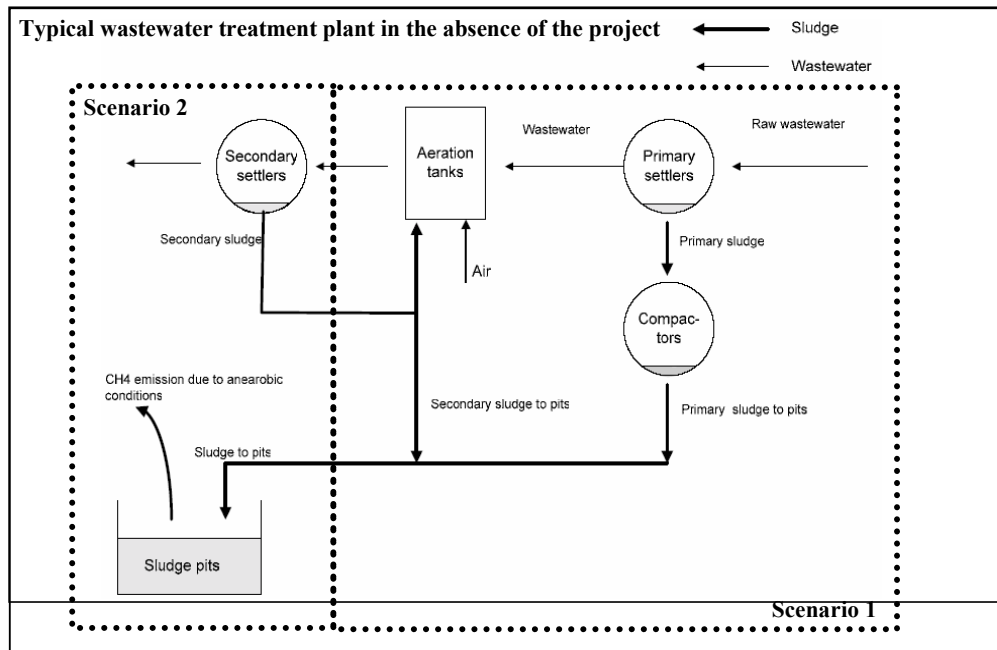 Typical wastewater treatment plant in the absence of the project
Sludge
Wastewater
Scenario 2
Secondary
settlers
Aeration
tanks
Wastewater
Primary
settlers
Raw wastewater
Secondary sludge
Primary sludge
Air
Compac-
tors
CH4 emission due to anearobic
conditions
Secondary sludge to pits
Primary sludge to pits
Sludge to pits
Sludge pits
Scenario 1